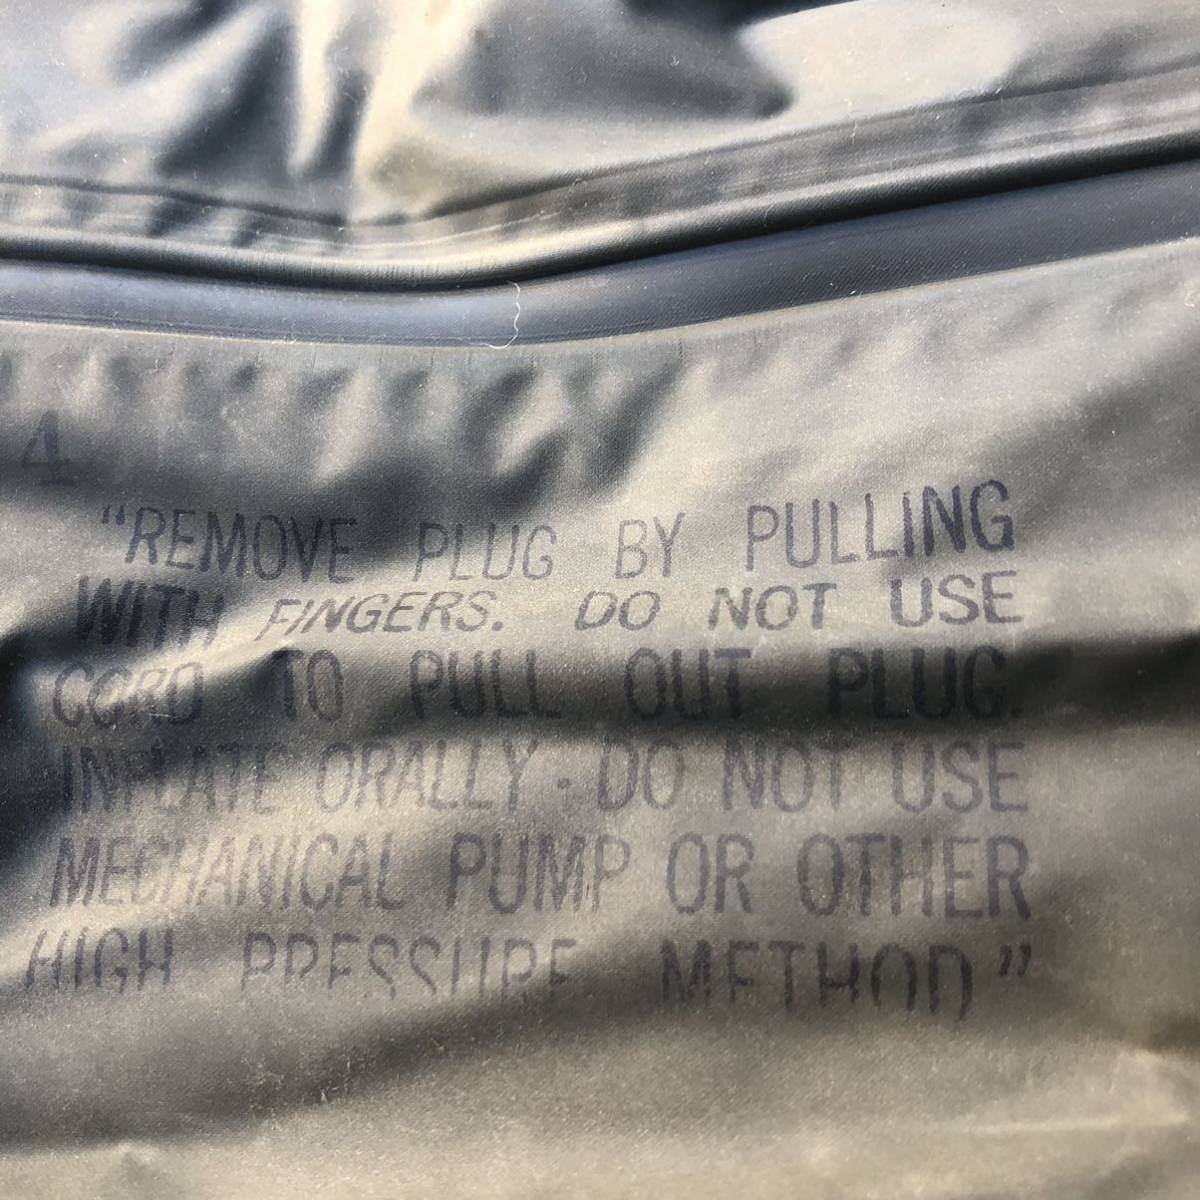 4
“REMOVE PLUG BY PULLING
WITH FINGERS. DO NOT USE
CORD TO PULL OUT PLUG.
INFLATE ORALLY · DO NOT USE
MECHANICAL PUMP OR OTHER
HIGH PRESSURE METHOD”